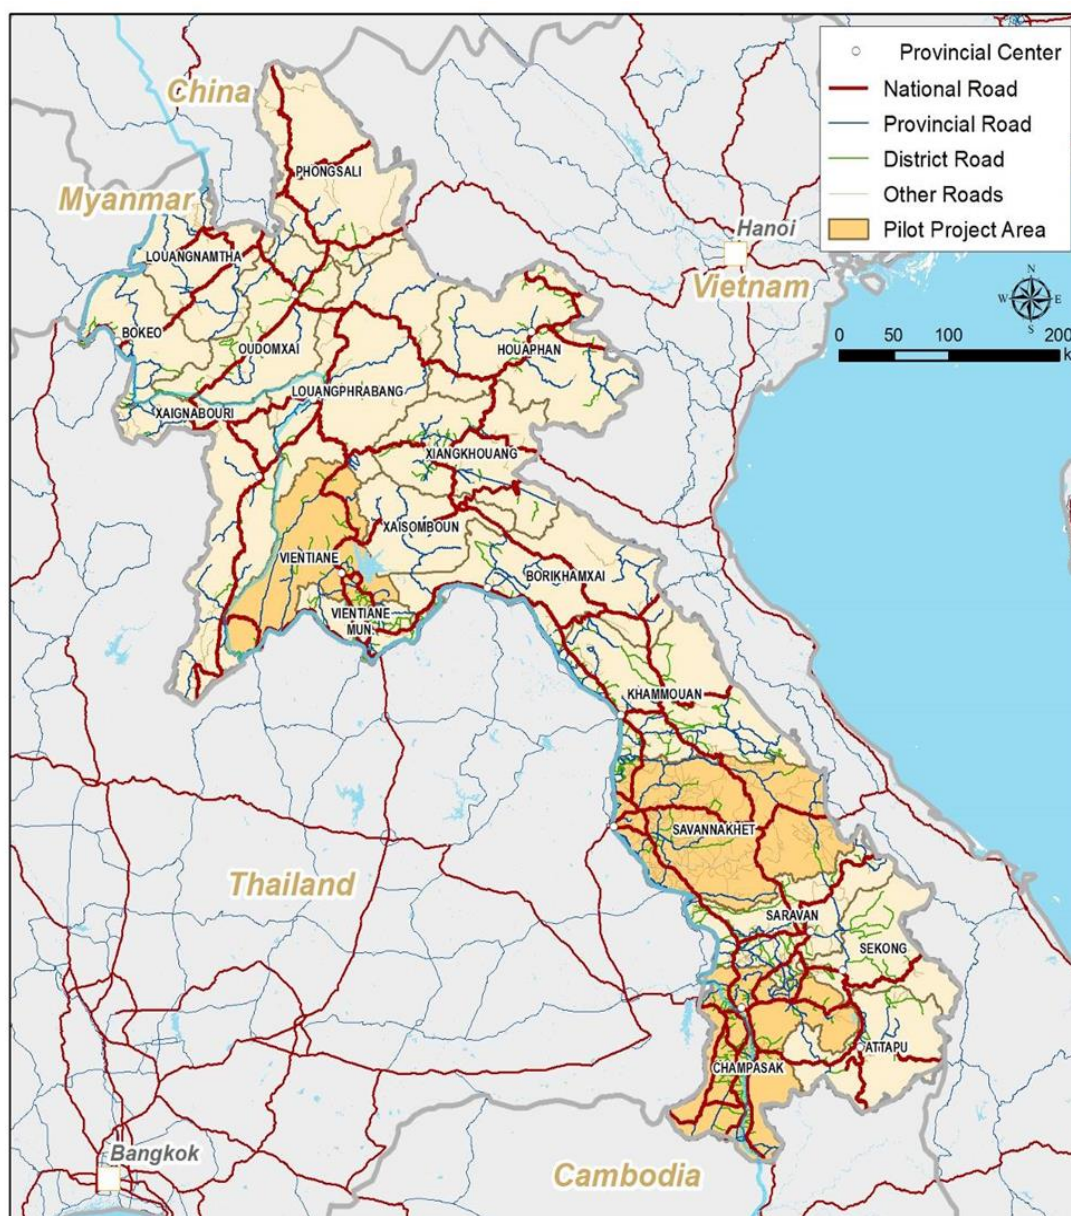 Provincial Center
National Road
Provincial Road
District Road
Other Roads
Pilot Project Area
N
W E
S
0 50 100 200
k
China
Myanmar
Hanoi
Vietnam
Thailand
Bangkok
Cambodia
PHONGSALI
LOUANGNAMTHA
BOKEO
OUDOMXAI
HOUAPHAN
LOUANGPHRABANG
XAIGNABOURI
XIANGKHOUANG
XAISOMBOUN
VIENTIANE
BORIKHAMXAI
VIENTIANE
MUN.
KHAMMOUAN
SAVANNAKHET
SARAVAN
SEKONG
ATTAPU
CHAMPASAK